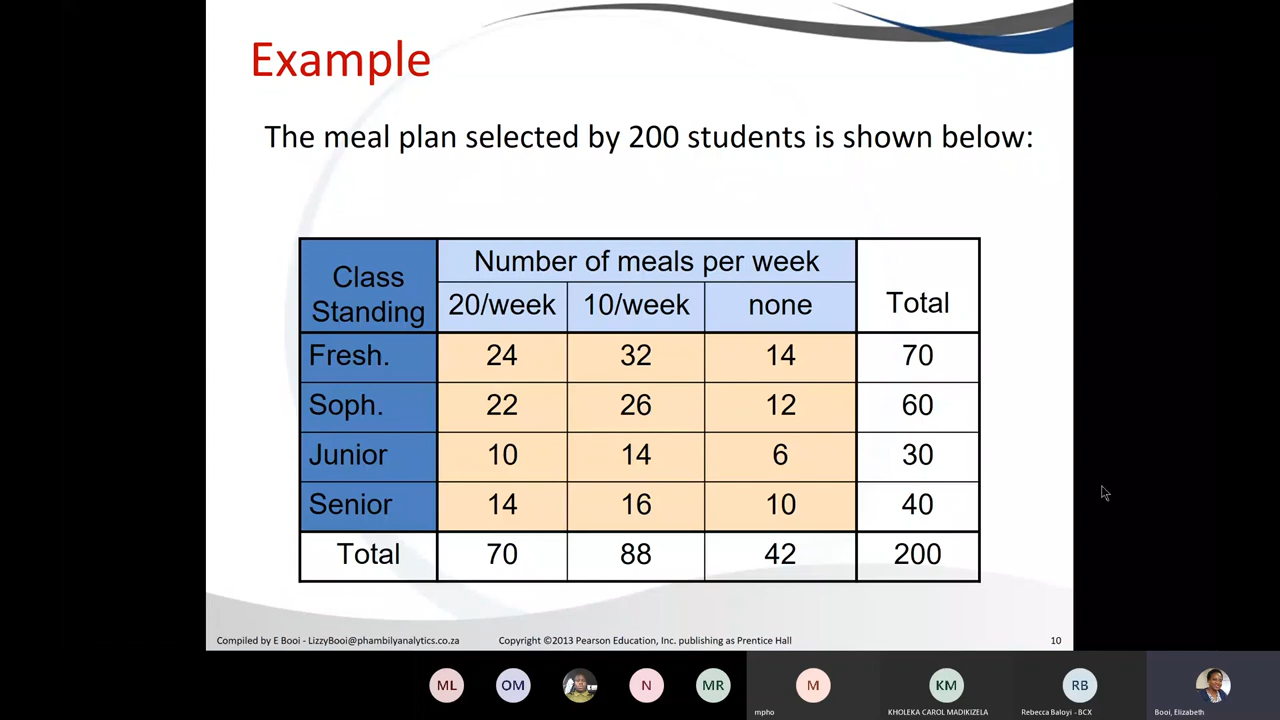 Example
The meal plan selected by 200 students is shown below:
Class Standing
Number of meals per week
20/week 10/week none Total
Fresh. 24 32 14 70
Soph. 22 26 12 60
Junior 10 14 6 30
Senior 14 16 10 40
Total 70 88 42 200
Compiled by E Booi - LizzyBooi@phambilyanalytics.co.za Copyright ©2013 Pearson Education, Inc. publishing as Prentice Hall 10
ML OM N MR M KM RB
mpho KHOLEKA CAROL MADIKIZELA Rebecca Baloyi - BCX Booi, Elizabeth